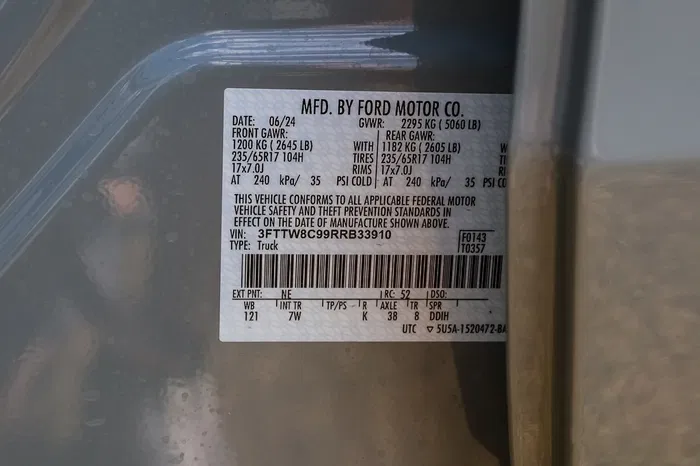 MFD. BY FORD MOTOR CO.
DATE: 06/24 GVWR: 2295 KG ( 5060 LB)
FRONT GAWR: REAR GAWR:
1200 KG ( 2645 LB) WITH 1182 KG ( 2605 LB)
235/65R17 104H TIRES 235/65R17 104H
17x7.0J RIMS 17x7.0J
AT 240 kPa/ 35 PSI COLD AT 240 kPa/ 35 PSI
THIS VEHICLE CONFORMS TO ALL APPLICABLE FEDERAL MOTOR
VEHICLE SAFETY AND THEFT PREVENTION STANDARDS IN
EFFECT ON THE DATE OF MANUFACTURE SHOWN ABOVE.
VIN: 3FTTW8C99RRB33910 F0143
TYPE: Truck T0357
EXT PNT: NE RC: 52 DSO:
WB INT TR TP/PS R AXLE TR SPR
121 7W K 38 8 DDIH
UTC ▽ 5U5A-1520472-BA